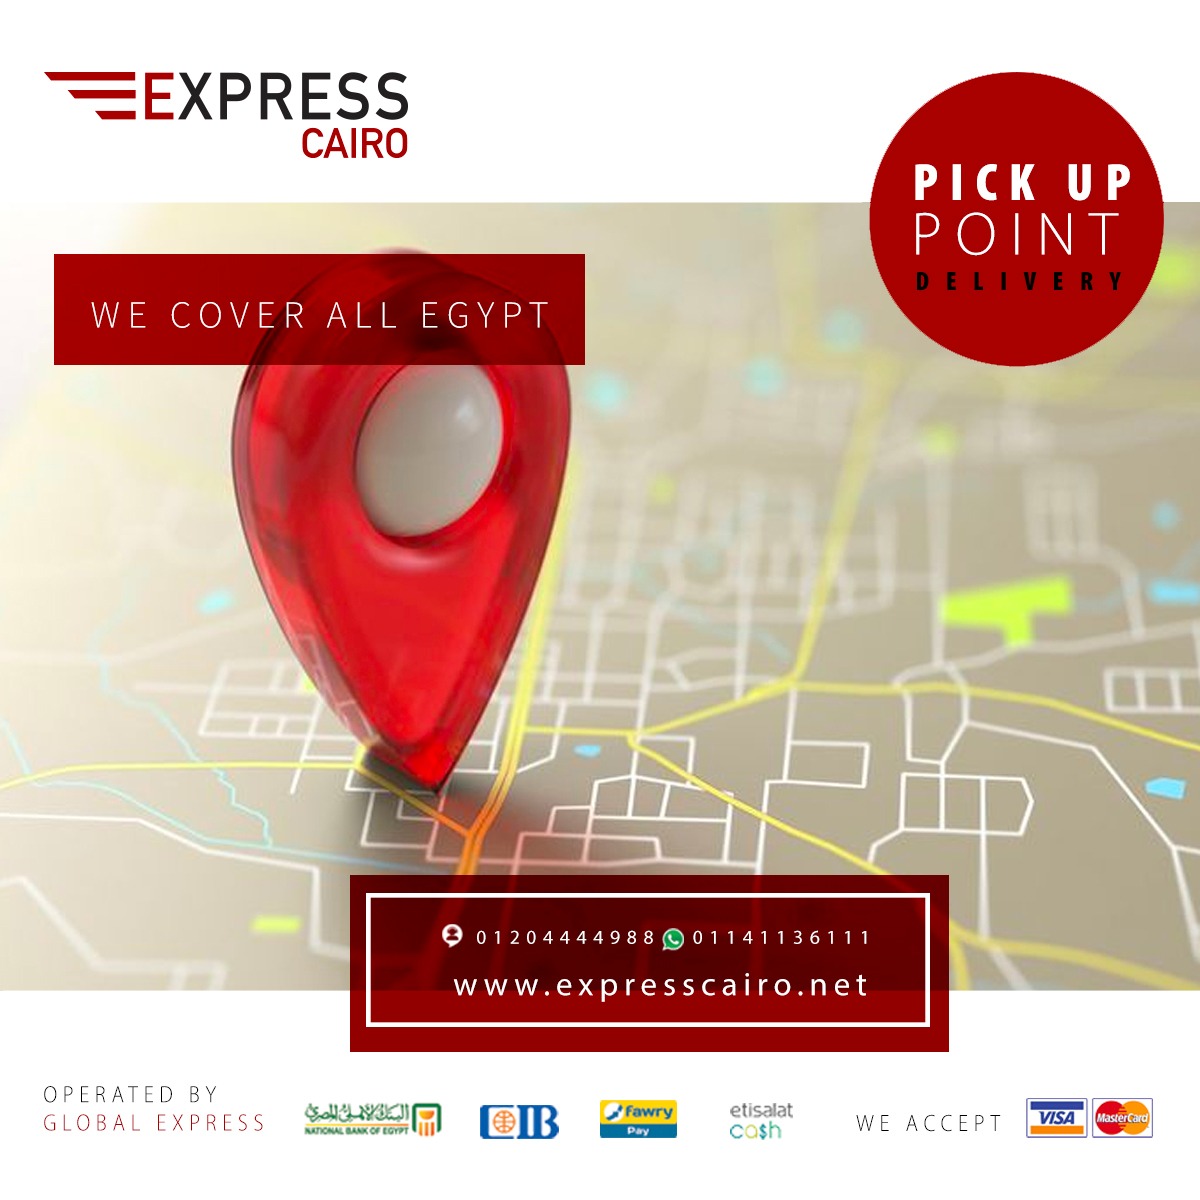 EXPRESS
CAIRO
PICK UP
POINT
DELIVERY
WE COVER ALL EGYPT
01204444988 01141136111
www.expresscairo.net
OPERATED BY
GLOBAL EXPRESS
البنك الأهلي المصري
NATIONAL BANK OF EGYPT
CIB
fawry
Pay
etisalat
cash
WE ACCEPT
VISA
MasterCard